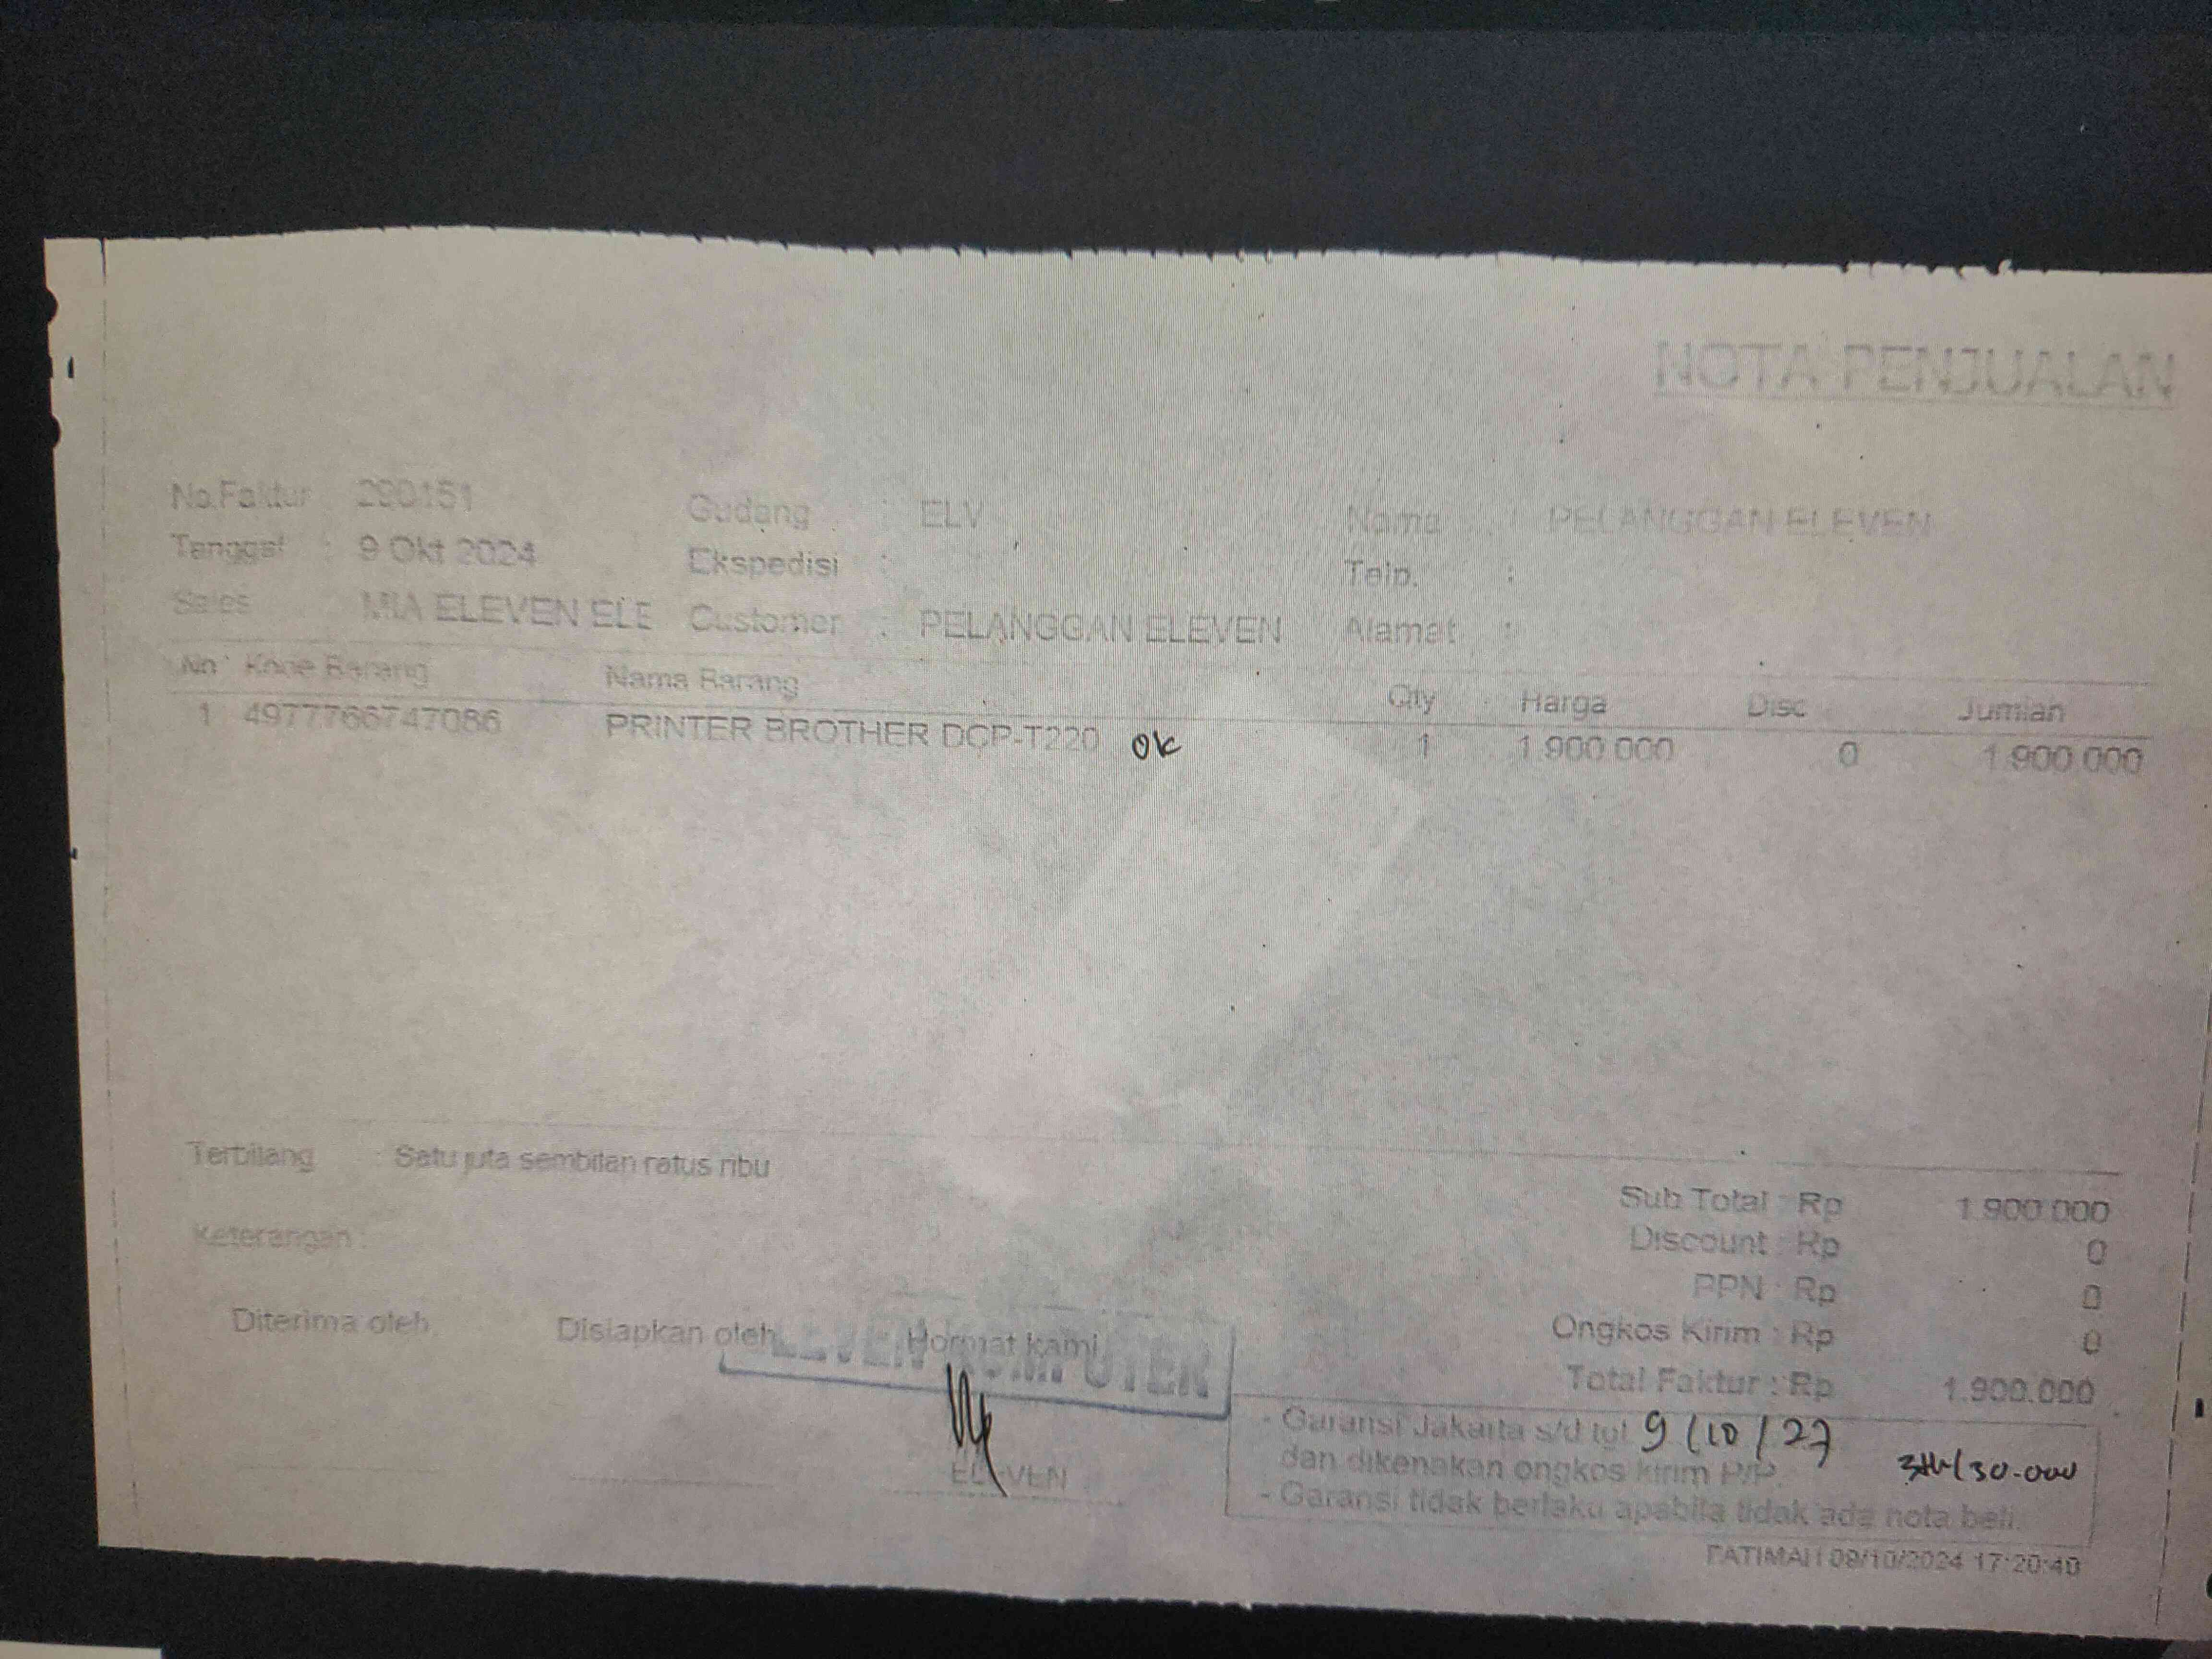 NOTA PENJUALAN
No.Faktur : 290151 Gudang : ELV Nama : PELANGGAN ELEVEN
Tanggal : 9 Okt 2024 Ekspedisi : Telp. :
Sales MIA ELEVEN ELE Customer : PELANGGAN ELEVEN Alamat :
No Kode Barang Nama Barang Qty Harga Disc Jumlah
1 4977766747086 PRINTER BROTHER DCP-T220 OK 1 1.900.000 0 1.900.000
Terbilang : Satu juta sembilan ratus ribu
Sub Total : Rp 1.900.000
Keterangan :
Discount : Rp 0
PPN : Rp 0
Ongkos Kirim : Rp 0
Total Faktur : Rp 1.900.000
Diterima oleh Disiapkan oleh Hormat kami
ELEVEN KOMPUTER
ELEVEN
- Garansi Jakarta s/d tgl 9/10/27
dan dikenakan ongkos kirim P/P. 30.000
- Garansi tidak berlaku apabila tidak ada nota beli.
FATIMAH 09/10/2024 17:20:40